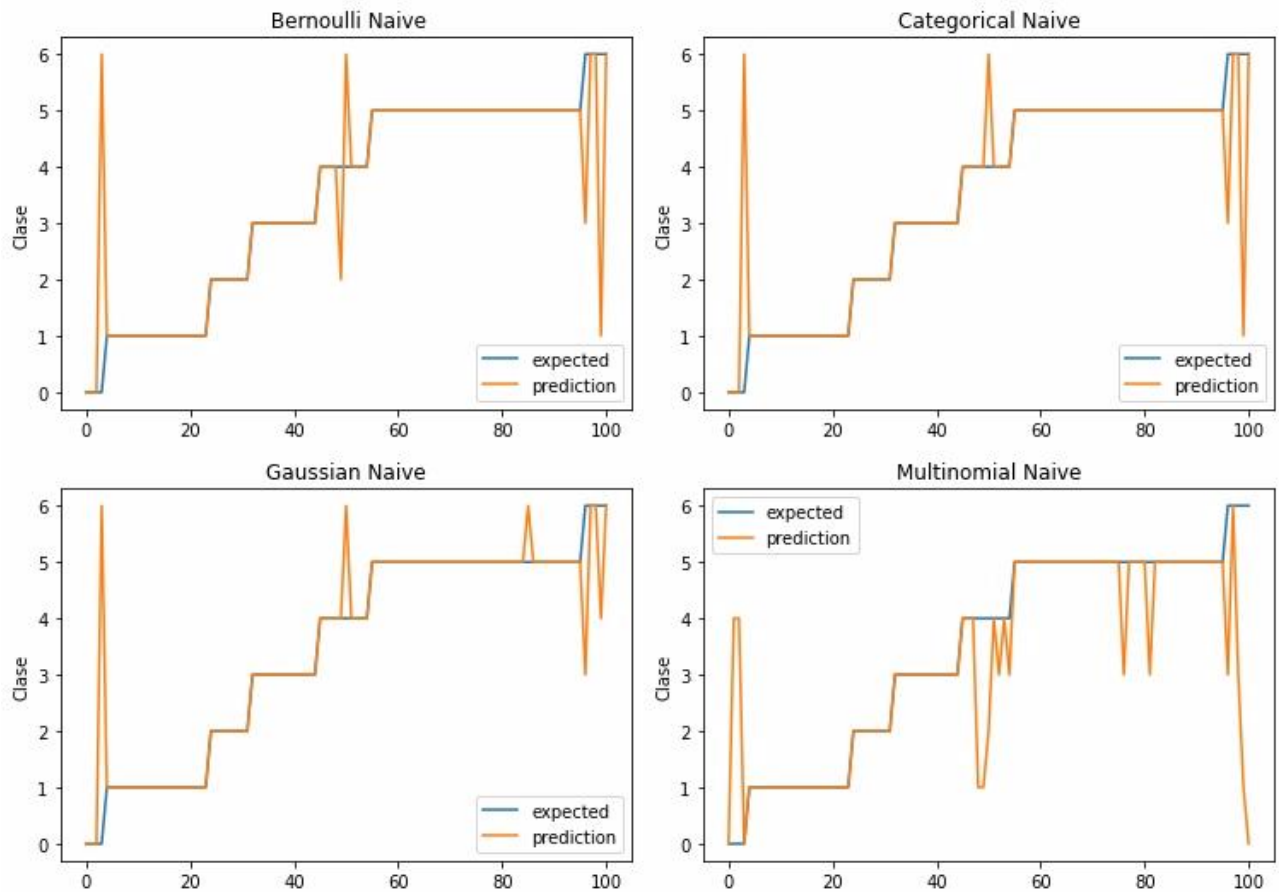 Bernoulli Naive
6
5
4
3
2
1
0
Clase
0 20 40 60 80 100
expected
prediction
Categorical Naive
6
5
4
3
2
1
0
Clase
0 20 40 60 80 100
expected
prediction
Gaussian Naive
6
5
4
3
2
1
0
Clase
0 20 40 60 80 100
expected
prediction
Multinomial Naive
6
5
4
3
2
1
0
Clase
0 20 40 60 80 100
expected
prediction